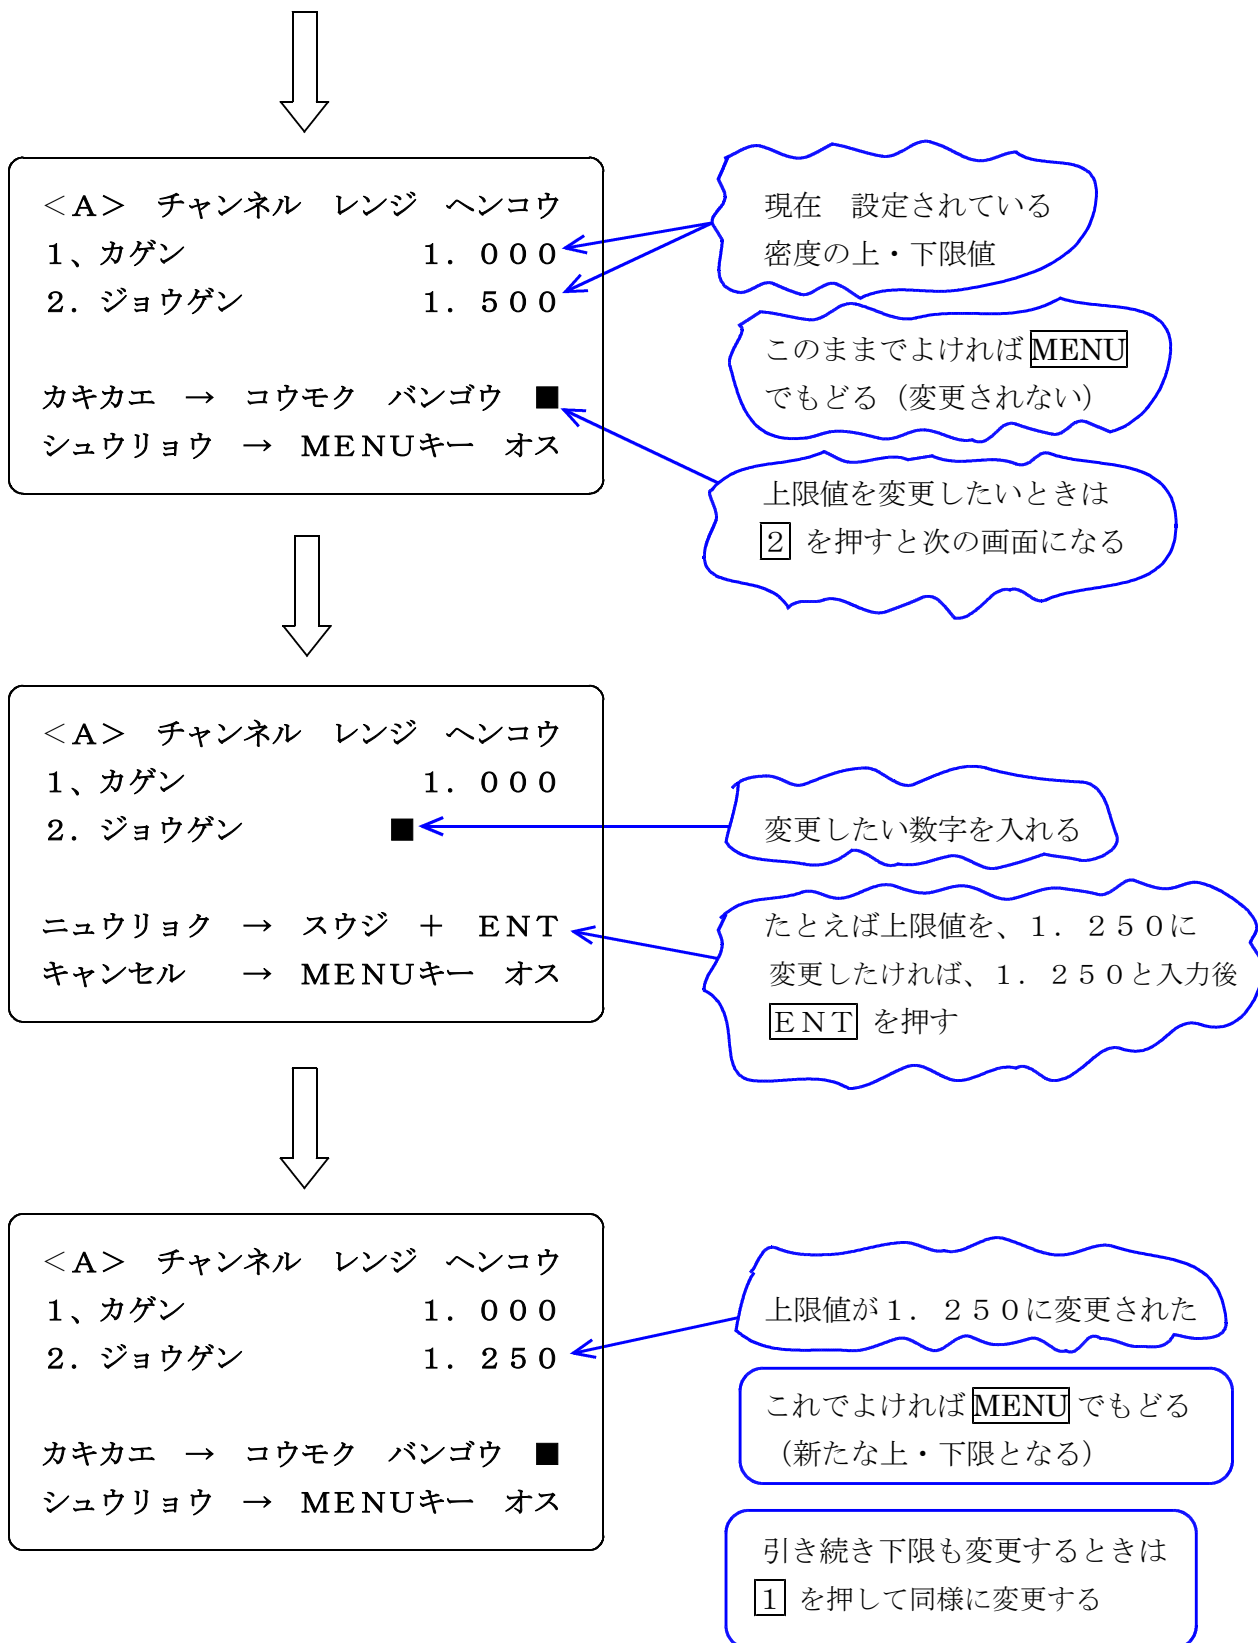 ＜A＞　チャンネル　レンジ　ヘンコウ
１、カゲン　１．０００
２．ジョウゲン　１．５００
カキカエ　→　コウモク　バンゴウ　■
シュウリョウ　→　ＭＥＮＵキー　オス
現在　設定されている
密度の上・下限値
このままでよければ MENU
でもどる（変更されない）
上限値を変更したいときは
２ を押すと次の画面になる
＜A＞　チャンネル　レンジ　ヘンコウ
１、カゲン　１．０００
２．ジョウゲン　■
ニュウリョク　→　スウジ　＋　ＥＮＴ
キャンセル　→　ＭＥＮＵキー　オス
変更したい数字を入れる
たとえば上限値を、１．２５０に
変更したければ、１．２５０と入力後
ＥＮＴ を押す
＜A＞　チャンネル　レンジ　ヘンコウ
１、カゲン　１．０００
２．ジョウゲン　１．２５０
カキカエ　→　コウモク　バンゴウ　■
シュウリョウ　→　ＭＥＮＵキー　オス
上限値が１．２５０に変更された
これでよければ MENU でもどる
（新たな上・下限となる）
引き続き下限も変更するときは
１ を押して同様に変更する